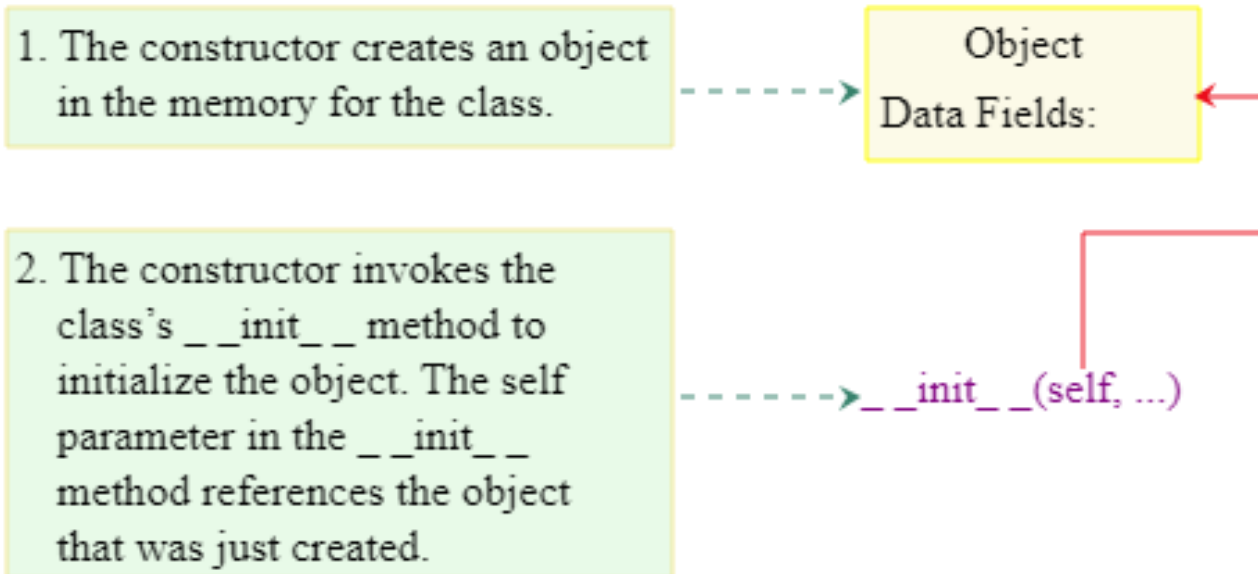 1. The constructor creates an object
in the memory for the class.
Object
Data Fields:
2. The constructor invokes the
class’s _ _init_ _ method to
initialize the object. The self
parameter in the _ _init_ _
method references the object
that was just created.
_ _init_ _(self, ...)